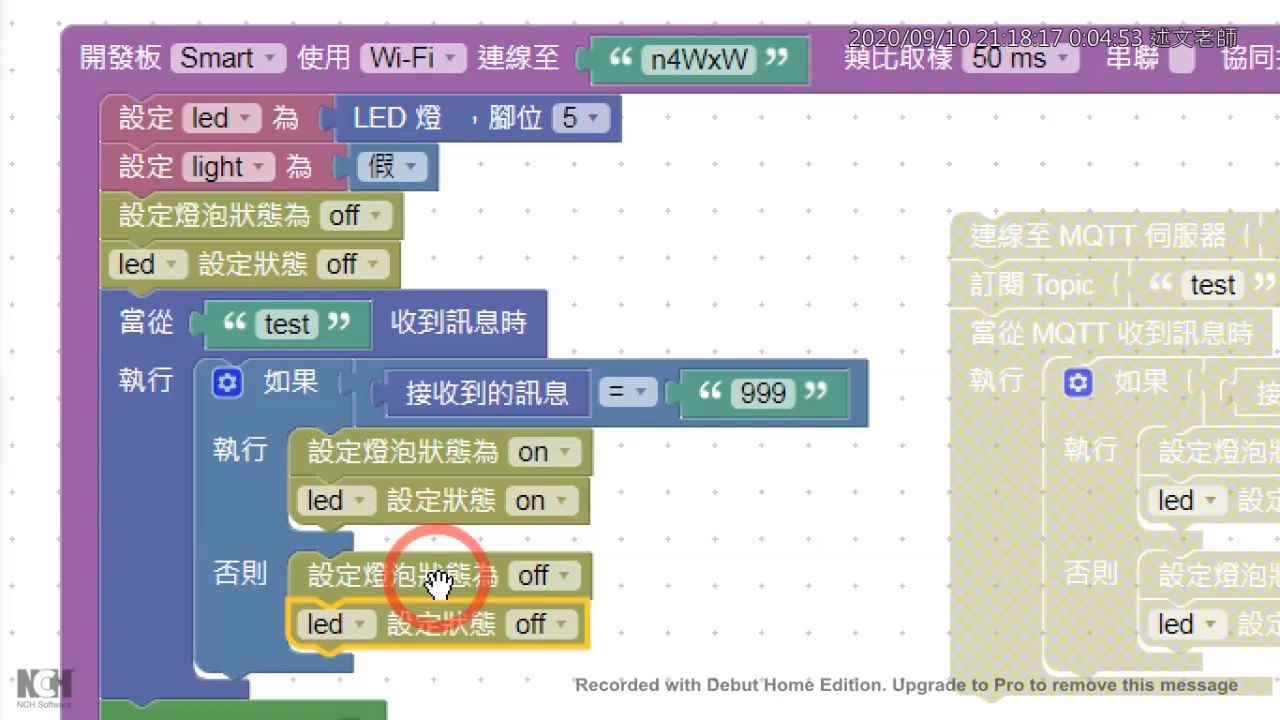 2020/09/10 21:18:17 0:04:53 述文老師
開發板 Smart 使用 Wi-Fi 連線至 “ n4WxW ” 類比取樣 50 ms 串聯 協同
設定 led 為 LED 燈 ，腳位 5
設定 light 為 假
設定燈泡狀態為 off
led 設定狀態 off
當從 “ test ” 收到訊息時
執行 如果 接收到的訊息 = “ 999 ”
執行 設定燈泡狀態為 on
led 設定狀態 on
否則 設定燈泡狀態為 off
led 設定狀態 off
連線至 MQTT 伺服器
訂閱 Topic “ test ”
當從 MQTT 收到訊息時
執行 如果 接
執行 設定燈泡
led 設定
否則 設定燈泡
led 設定
NCH
NCH Software
Recorded with Debut Home Edition. Upgrade to Pro to remove this message